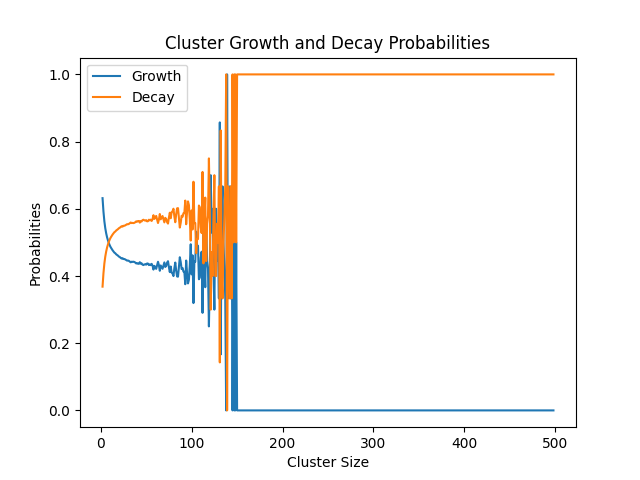 Cluster Growth and Decay Probabilities
Growth
Decay
1.0
0.8
0.6
0.4
0.2
0.0
Probabilities
0 100 200 300 400 500
Cluster Size